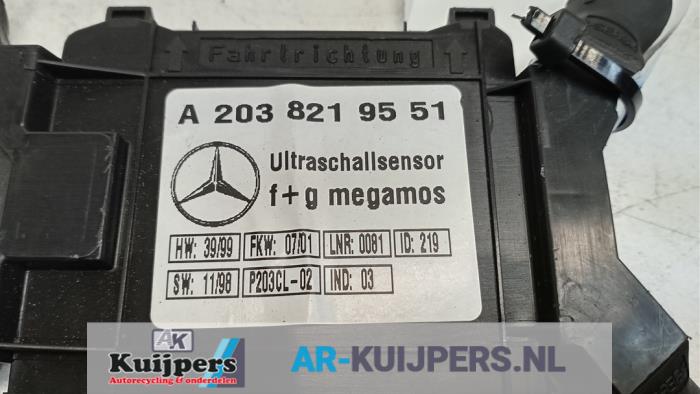 Fahrtrichtung
A 203 821 95 51
Ultraschallsensor
f+g megamos
HW: 39/99 FKW: 07/01 LNR: 0081 ID: 219
SW: 11/98 P203CL-02 IND: 03
AK
Kuijpers
Autorecycling & onderdelen
AR-KUIJPERS.NL